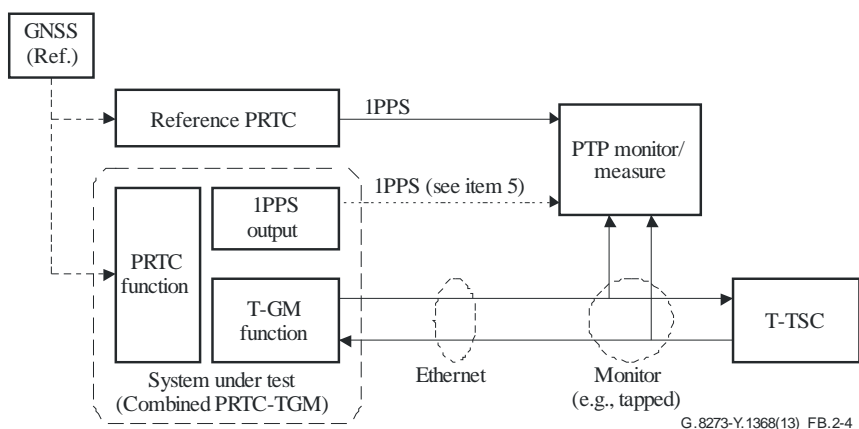 GNSS
(Ref.)
Reference PRTC
1PPS
PTP monitor/
measure
1PPS (see item 5)
1PPS
output
PRTC
function
T-GM
function
T-TSC
System under test
(Combined PRTC-TGM)
Ethernet
Monitor
(e.g., tapped)
G.8273-Y.1368(13)_FB.2-4